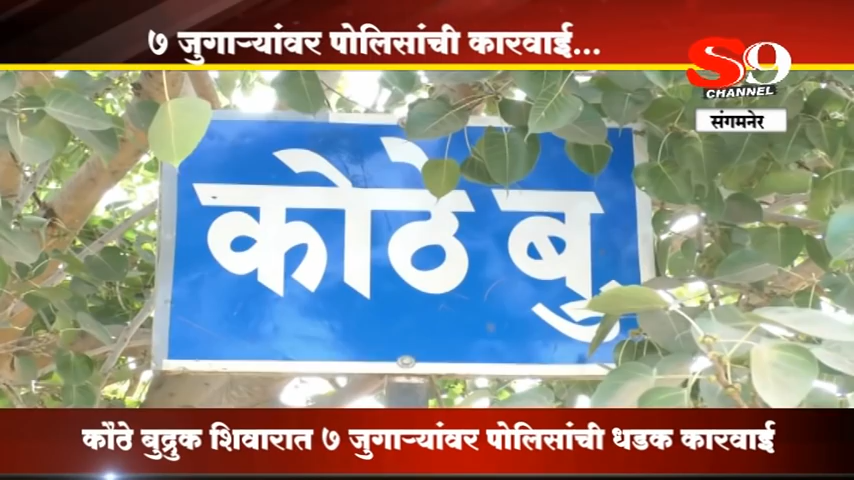 ७ जुगाऱ्यांवर पोलिसांची कारवाई...
S9
CHANNEL
संगमनेर
कोठे बु
कौठे बुद्रुक शिवारात ७ जुगाऱ्यांवर पोलिसांची धडक कारवाई